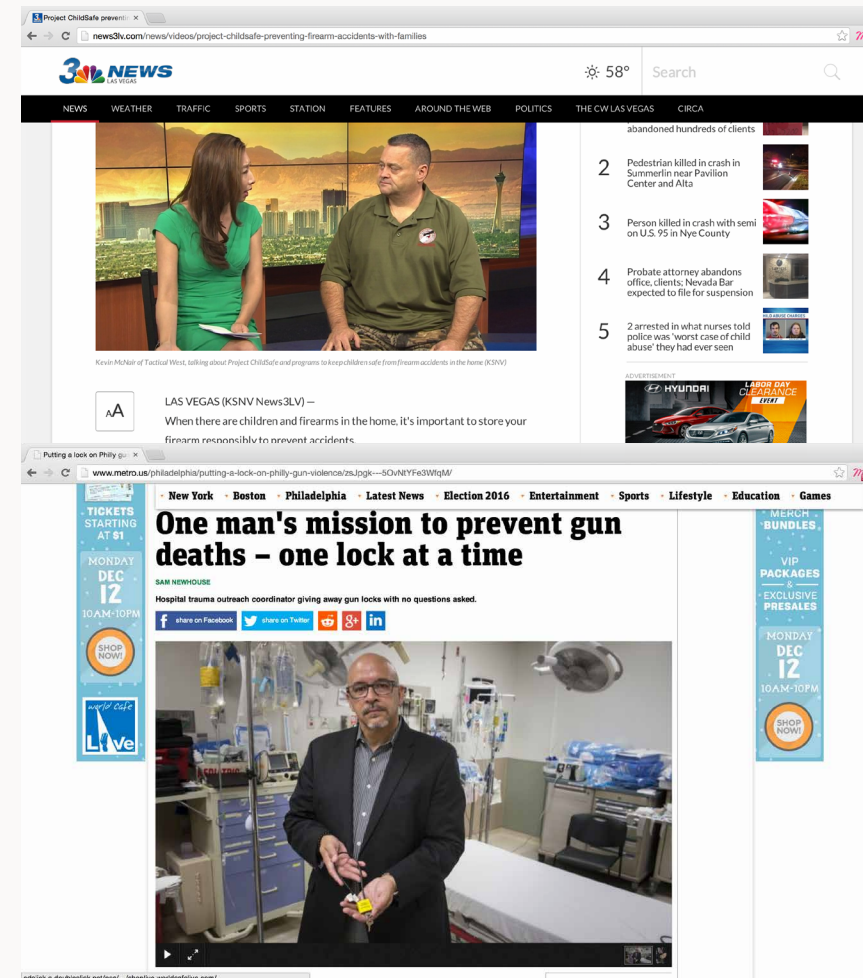 Project ChildSafe preventin
news3lv.com/news/videos/project-childsafe-preventing-firearm-accidents-with-families
3 NEWS
LAS VEGAS
58°
Search
NEWS WEATHER TRAFFIC SPORTS STATION FEATURES AROUND THE WEB POLITICS THE CW LAS VEGAS CIRCA
abandoned hundreds of clients
2 Pedestrian killed in crash in
Summerlin near Pavilion
Center and Alta
3 Person killed in crash with semi
on U.S. 95 in Nye County
4 Probate attorney abandons
office, clients; Nevada Bar
expected to file for suspension
5 2 arrested in what nurses told
police was 'worst case of child
abuse' they had ever seen
Kevin McNair of Tactical West, talking about Project ChildSafe and programs to keep children safe from firearm accidents in the home (KSNV)
AA
LAS VEGAS (KSNV News3LV) —
When there are children and firearms in the home, it's important to store your
firearm responsibly to prevent accidents.
ADVERTISEMENT
HYUNDAI
LABOR DAY
CLEARANCE
EVENT
Putting a lock on Philly gun
www.metro.us/philadelphia/putting-a-lock-on-philly-gun-violence/zsJpgk---5OvNtYFe3WfqM/
New York Boston Philadelphia Latest News Election 2016 Entertainment Sports Lifestyle Education Games
TICKETS
STARTING
AT $1
MONDAY
DEC
12
10AM-10PM
SHOP
NOW!
world cafe
Live
One man's mission to prevent gun
deaths – one lock at a time
SAM NEWHOUSE
Hospital trauma outreach coordinator giving away gun locks with no questions asked.
share on Facebook
share on Twitter
g+
in
PEDIATRIC
MERCH
BUNDLES
VIP
PACKAGES
&
EXCLUSIVE
PRESALES
MONDAY
DEC
12
10AM-10PM
SHOP
NOW!